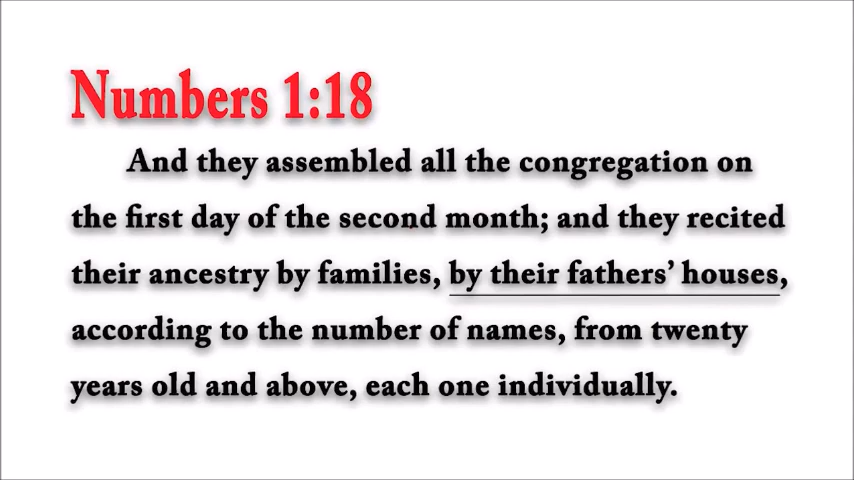 Numbers 1:18
And they assembled all the congregation on
the first day of the second month; and they recited
their ancestry by families, by their fathers’ houses,
according to the number of names, from twenty
years old and above, each one individually.